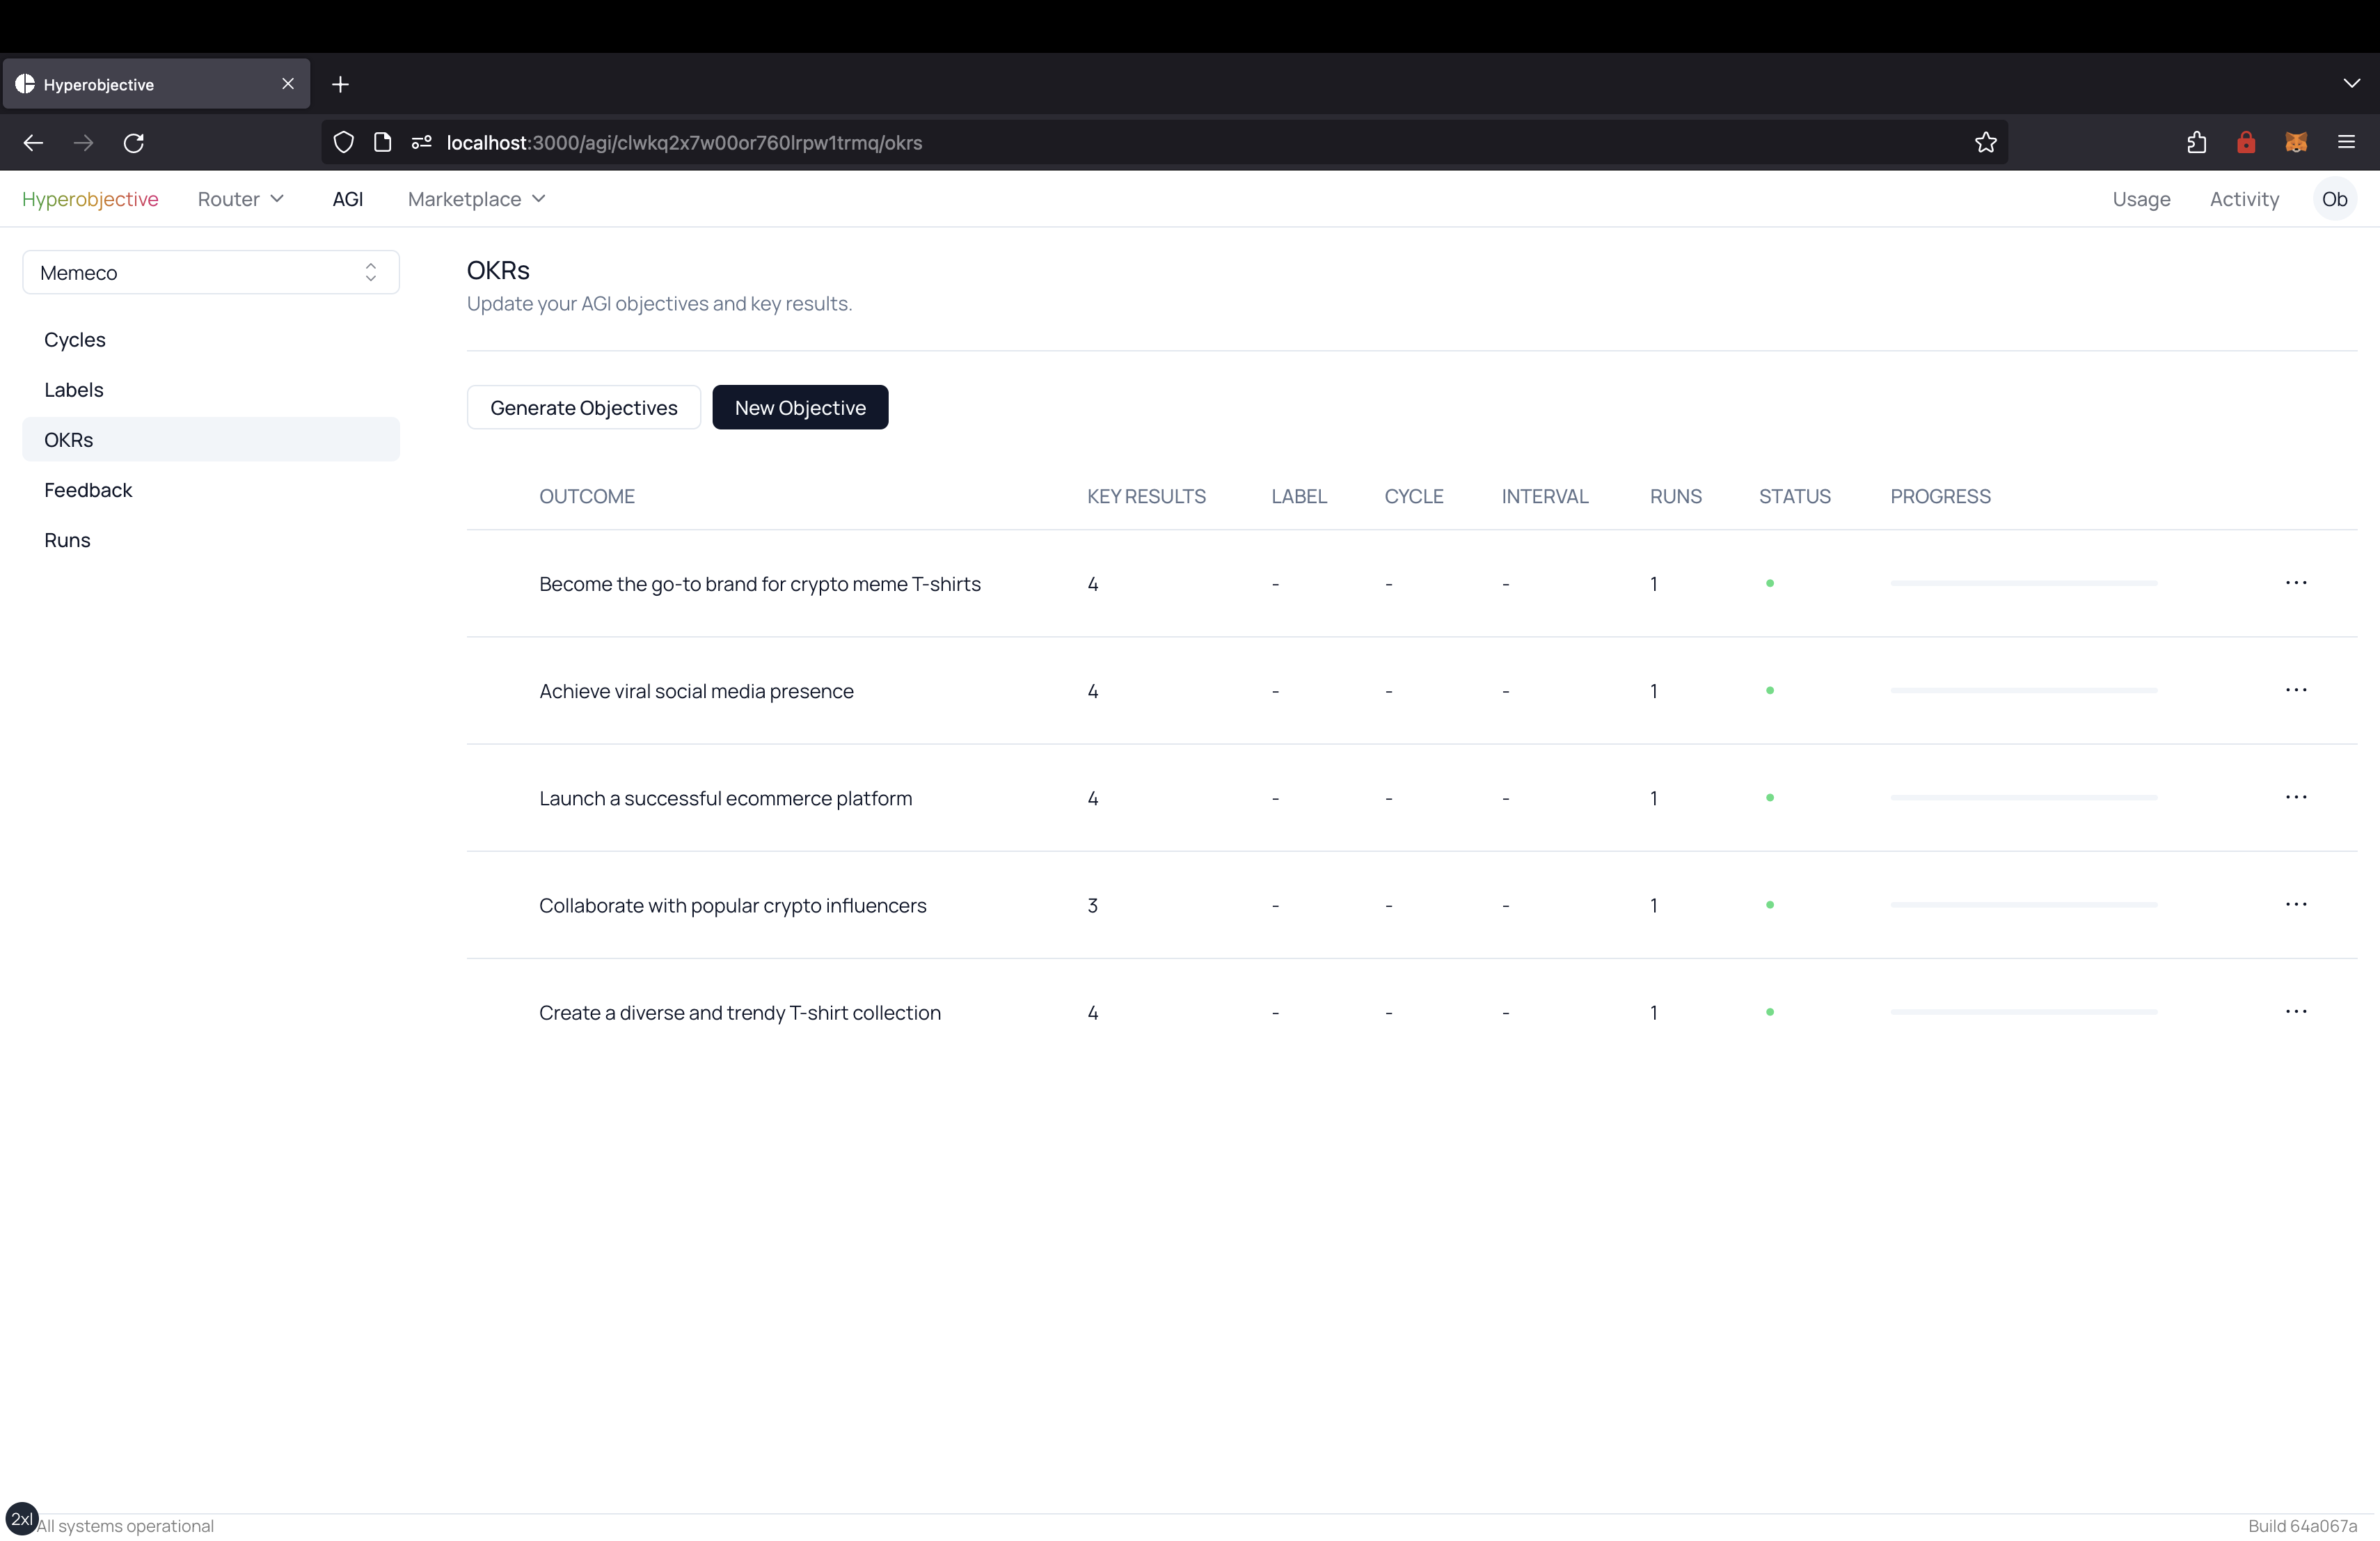 Hyperobjective
localhost:3000/agi/clwkq2x7w00or760lrpw1trmq/okrs
Hyperobjective Router AGI Marketplace Usage Activity Ob
Memeco
Cycles
Labels
OKRs
Feedback
Runs
OKRs
Update your AGI objectives and key results.
Generate Objectives New Objective
OUTCOME KEY RESULTS LABEL CYCLE INTERVAL RUNS STATUS PROGRESS
Become the go-to brand for crypto meme T-shirts 4 - - - 1 ...
Achieve viral social media presence 4 - - - 1 ...
Launch a successful ecommerce platform 4 - - - 1 ...
Collaborate with popular crypto influencers 3 - - - 1 ...
Create a diverse and trendy T-shirt collection 4 - - - 1 ...
2xl All systems operational Build 64a067a